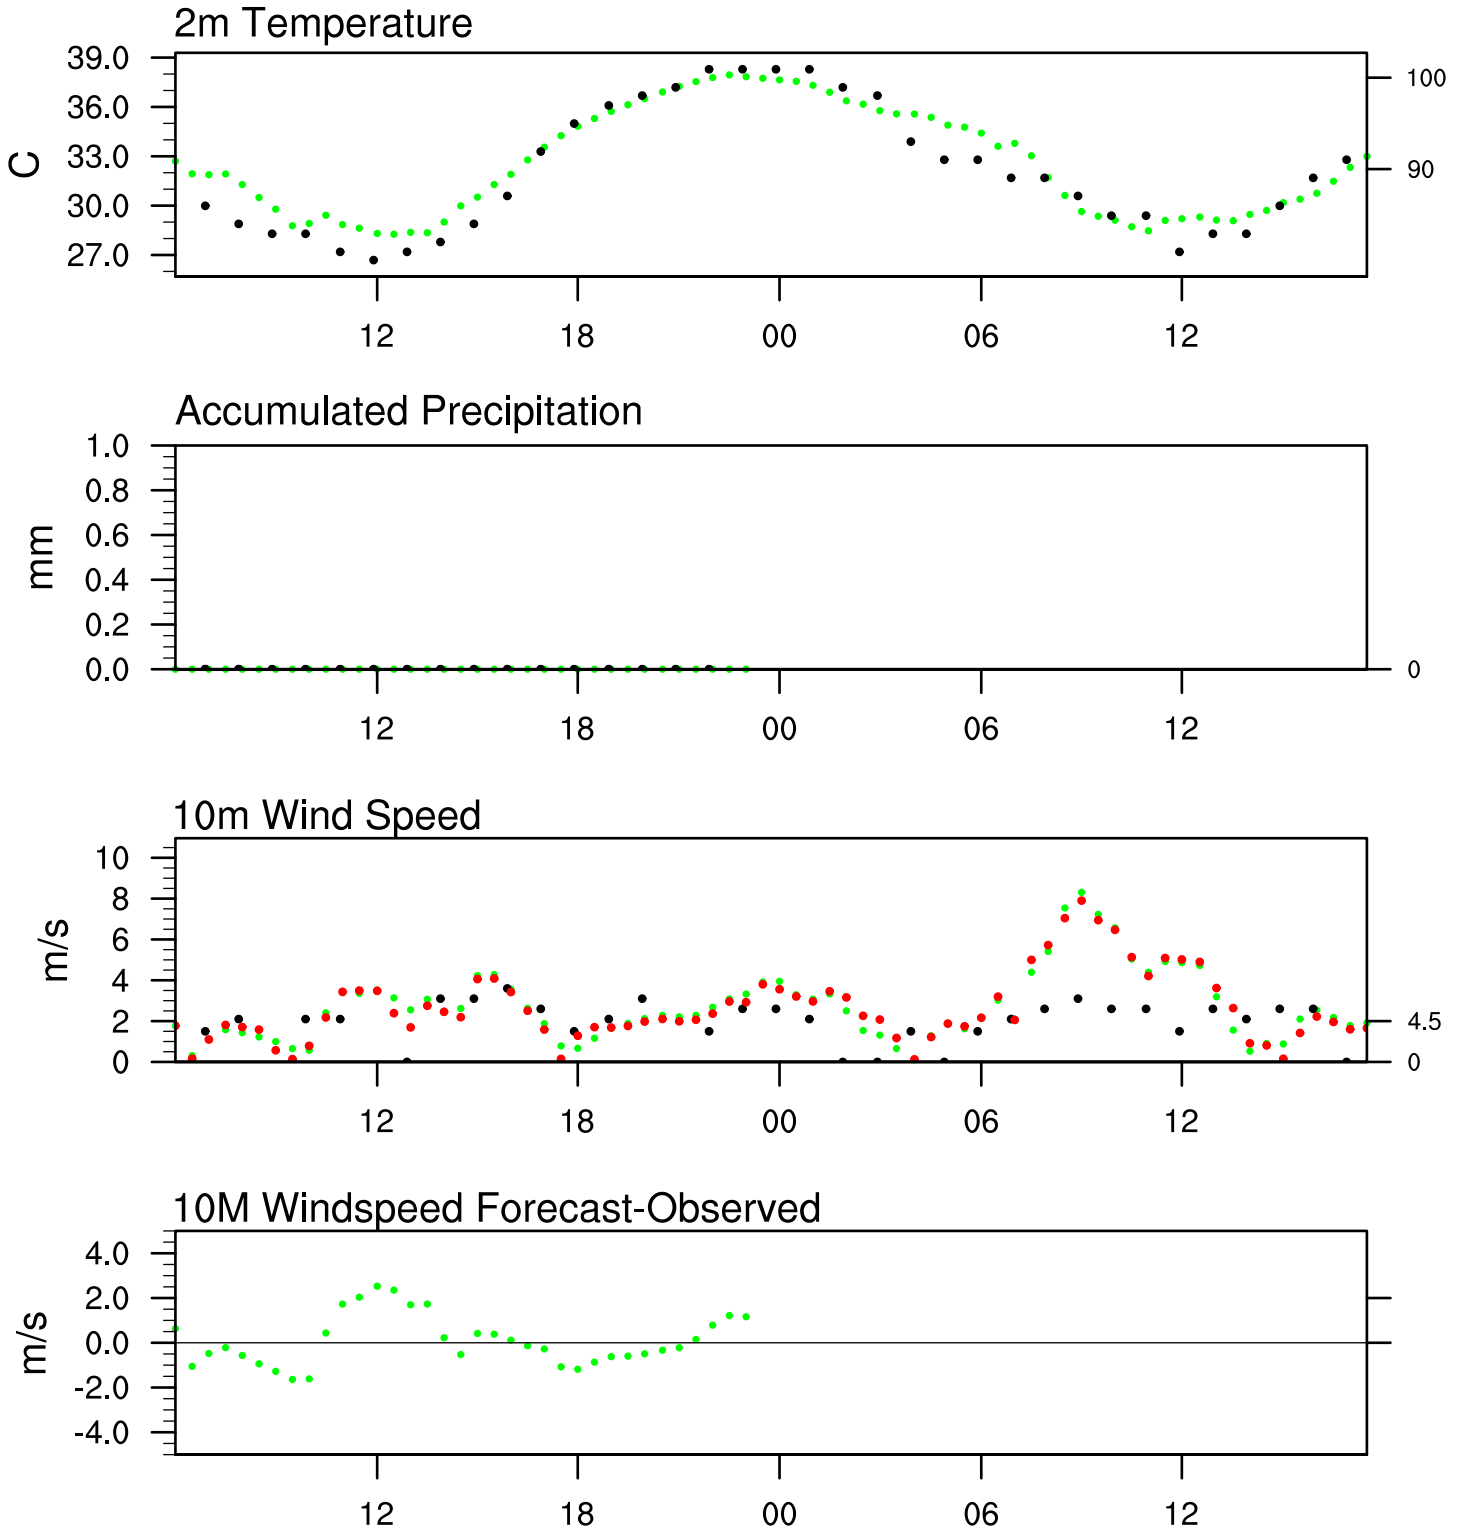 2m Temperature
39.0
36.0
33.0
30.0
27.0
C
100
90
12 18 00 06 12
Accumulated Precipitation
1.0
0.8
0.6
0.4
0.2
0.0
mm
0
12 18 00 06 12
10m Wind Speed
10
8
6
4
2
0
m/s
4.5
0
12 18 00 06 12
10M Windspeed Forecast-Observed
4.0
2.0
0.0
-2.0
-4.0
m/s
12 18 00 06 12